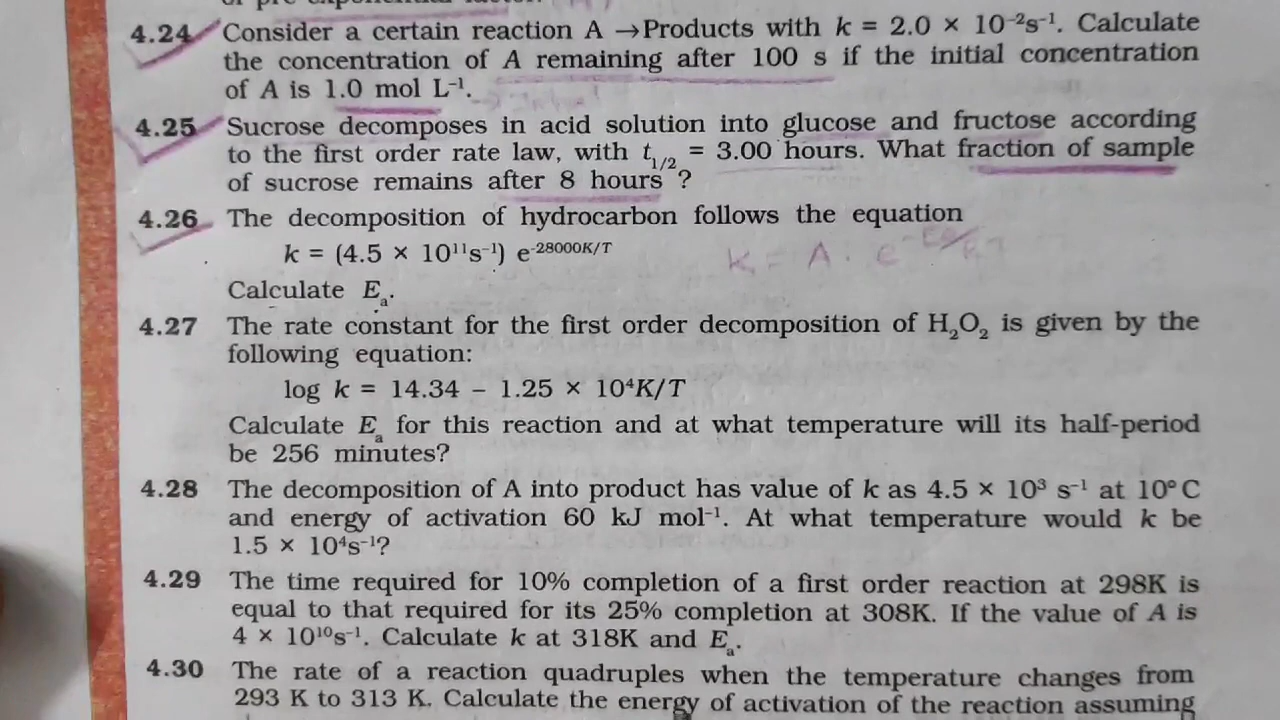 4.24 Consider a certain reaction A →Products with k = 2.0 × 10⁻²s⁻¹. Calculate
the concentration of A remaining after 100 s if the initial concentration
of A is 1.0 mol L⁻¹.
4.25 Sucrose decomposes in acid solution into glucose and fructose according
to the first order rate law, with t₁/₂ = 3.00 hours. What fraction of sample
of sucrose remains after 8 hours ?
4.26 The decomposition of hydrocarbon follows the equation
k = (4.5 × 10¹¹s⁻¹) e⁻²⁸⁰⁰⁰ᴷ/ᵀ K = A . e
Calculate Eₐ.
4.27 The rate constant for the first order decomposition of H₂O₂ is given by the
following equation:
log k = 14.34 – 1.25 × 10⁴K/T
Calculate Eₐ for this reaction and at what temperature will its half-period
be 256 minutes?
4.28 The decomposition of A into product has value of k as 4.5 × 10³ s⁻¹ at 10°C
and energy of activation 60 kJ mol⁻¹. At what temperature would k be
1.5 × 10⁴s⁻¹?
4.29 The time required for 10% completion of a first order reaction at 298K is
equal to that required for its 25% completion at 308K. If the value of A is
4 × 10¹⁰s⁻¹. Calculate k at 318K and Eₐ.
4.30 The rate of a reaction quadruples when the temperature changes from
293 K to 313 K. Calculate the energy of activation of the reaction assuming